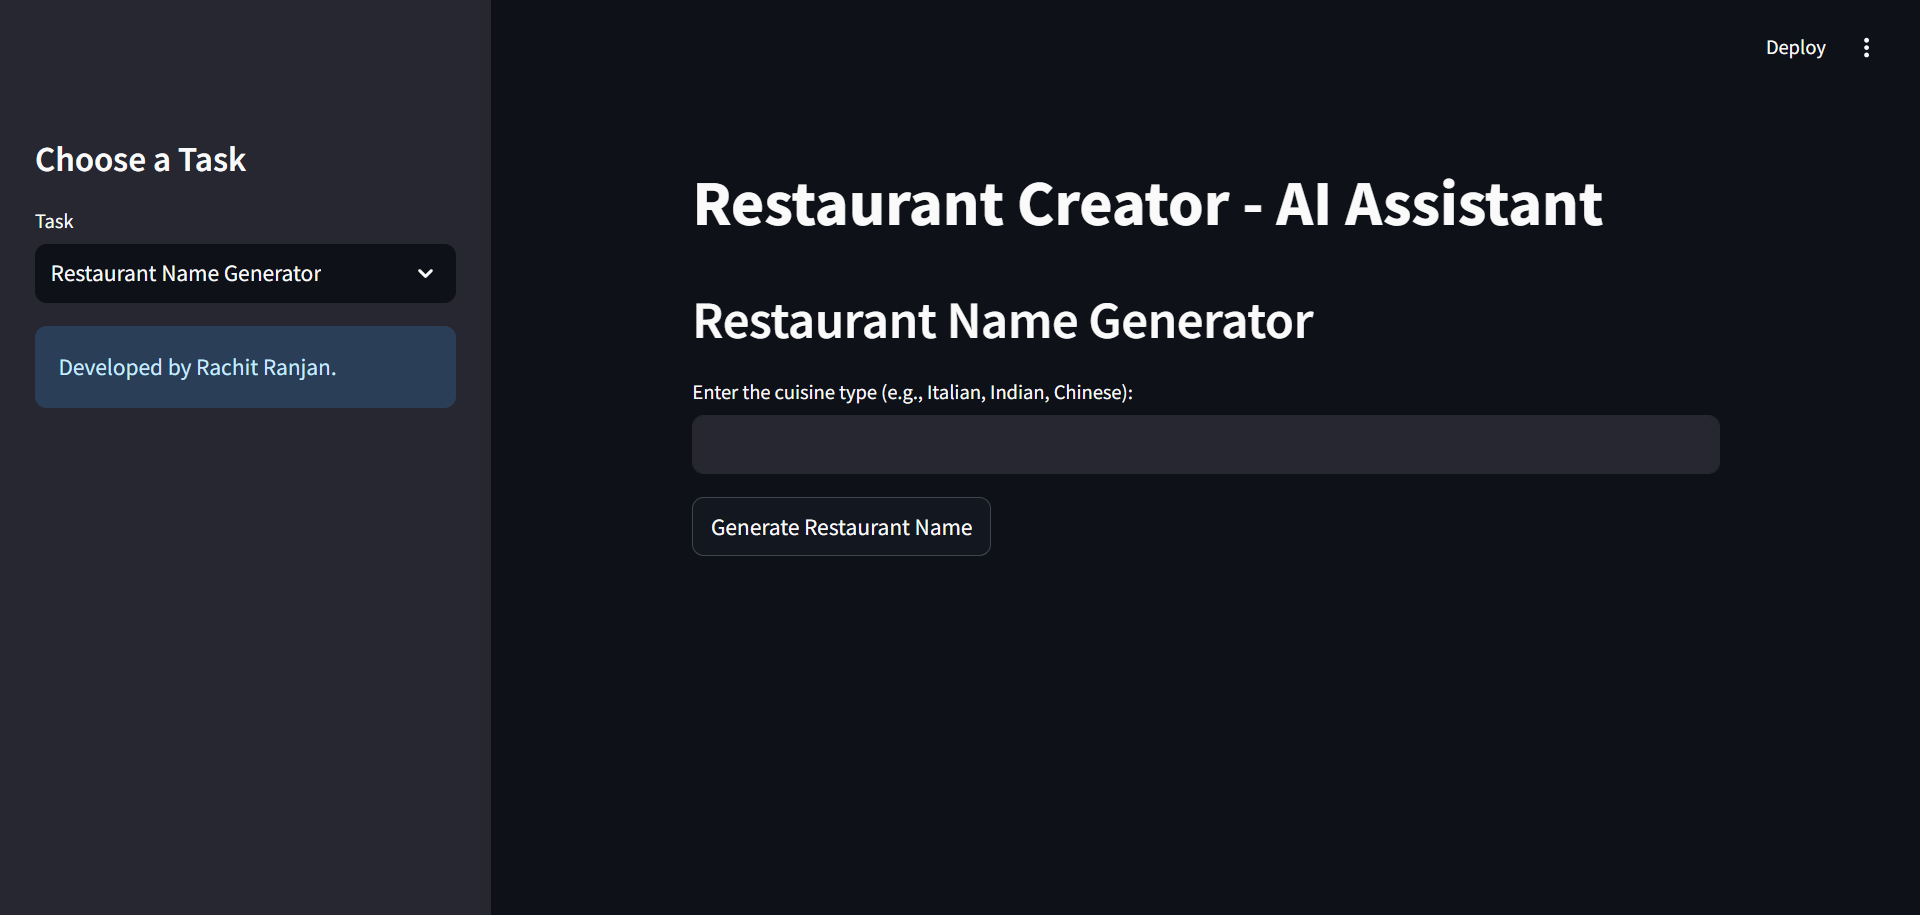 Deploy
Choose a Task
Task
Restaurant Name Generator
Developed by Rachit Ranjan.
Restaurant Creator - AI Assistant
Restaurant Name Generator
Enter the cuisine type (e.g., Italian, Indian, Chinese):
Generate Restaurant Name